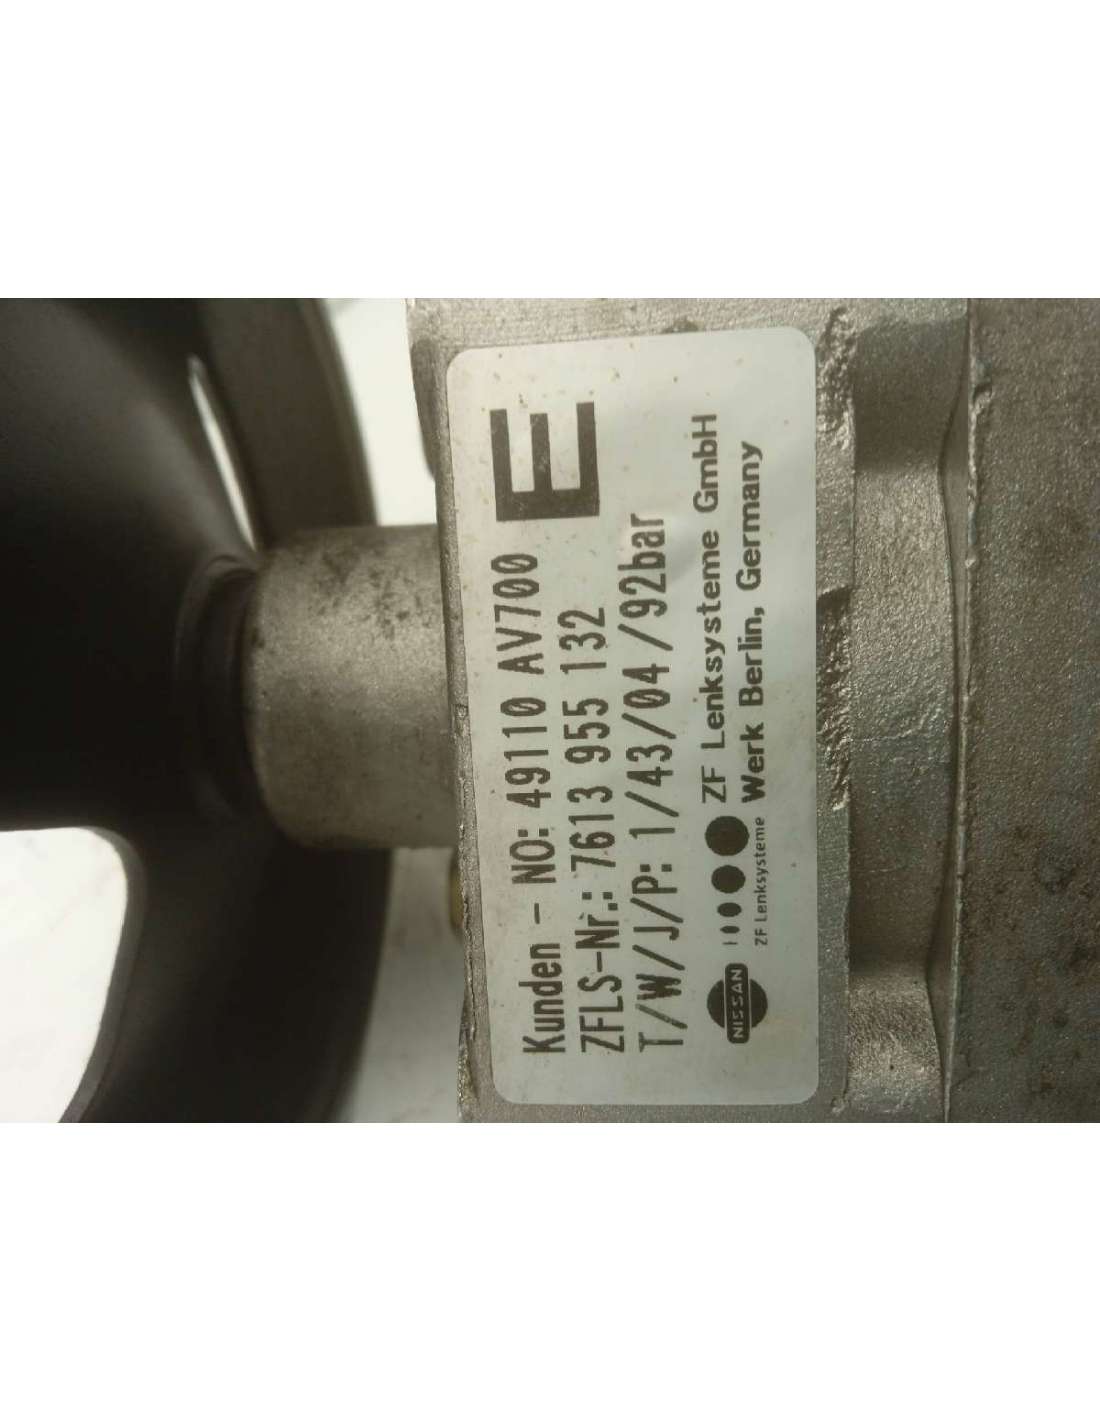 Kunden - NO: 49110 AV700
E
ZFLS-Nr.: 7613 955 132
T/W/J/P: 1/43/04/92bar
NISSAN
ZF Lenksysteme
ZF Lenksysteme GmbH
Werk Berlin, Germany